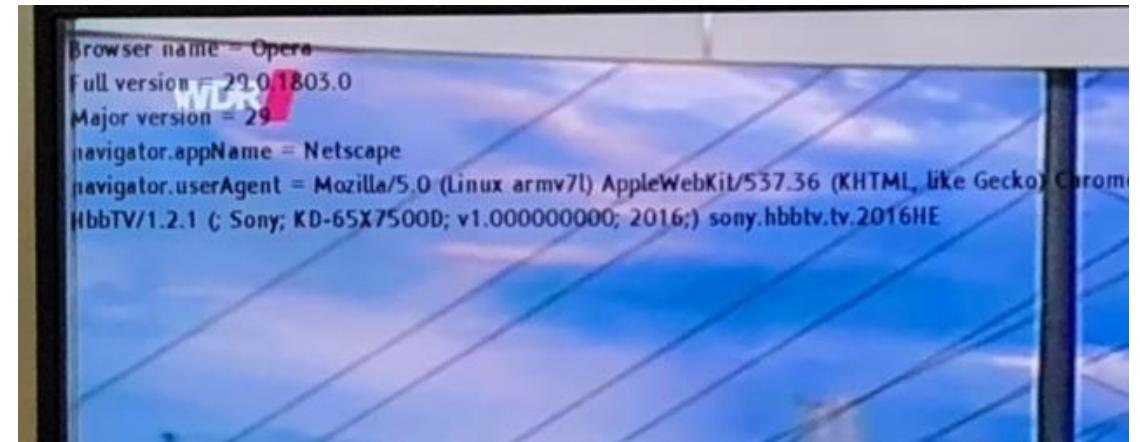 Browser name = Opera
Full version = 29.0.1803.0
WDR
Major version = 29
navigator.appName = Netscape
navigator.userAgent = Mozilla/5.0 (Linux armv7l) AppleWebKit/537.36 (KHTML, like Gecko) Chrome
HbbTV/1.2.1 (; Sony; KD-65X7500D; v1.000000000; 2016;) sony.hbbtv.tv.2016HE